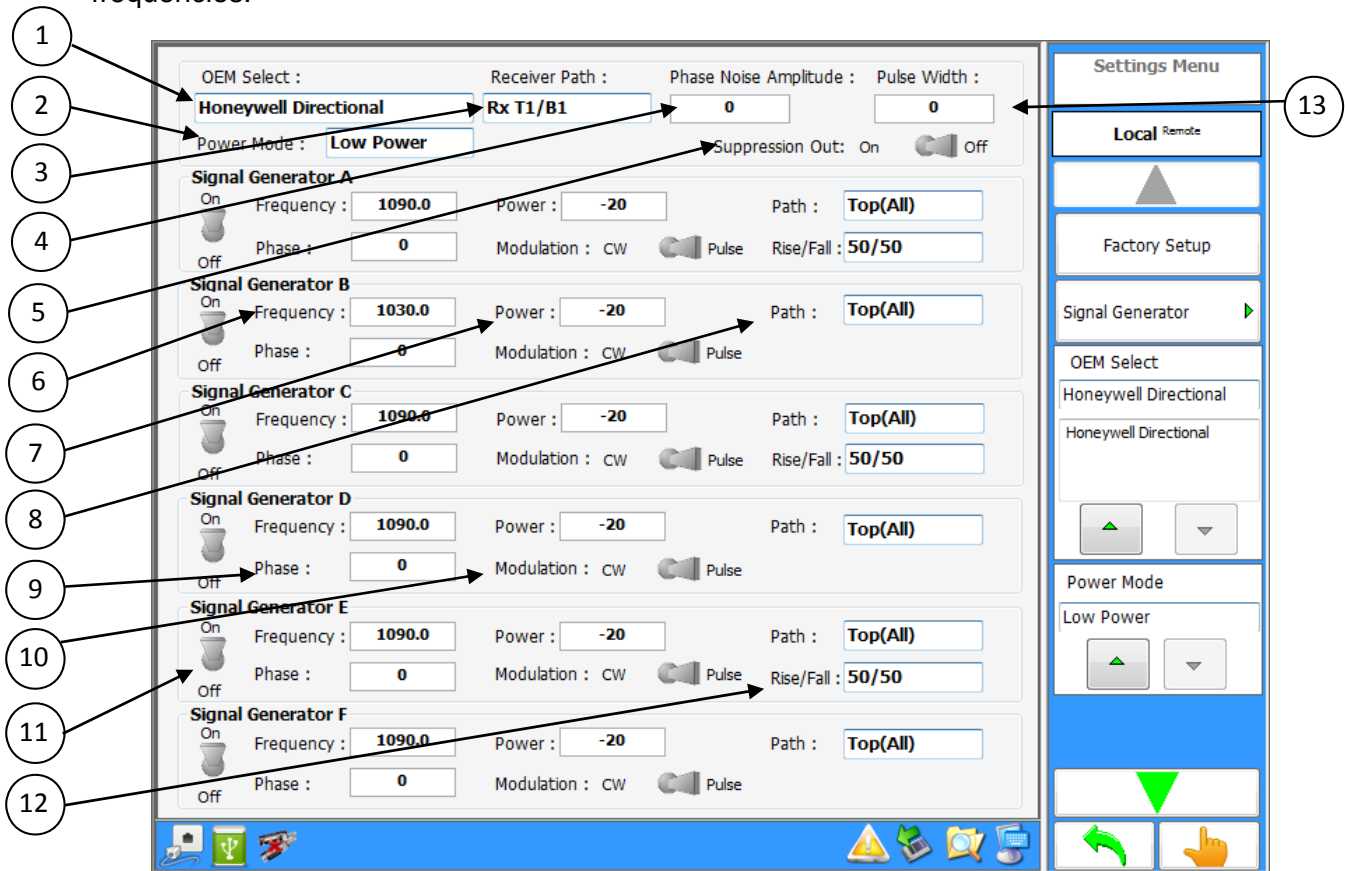 frequencies.
1
2
3
4
5
6
7
8
9
10
11
12
13
OEM Select : Receiver Path : Phase Noise Amplitude : Pulse Width :
Honeywell Directional Rx T1/B1 0 0
Power Mode : Low Power Suppression Out: On Off
Signal Generator A
On Frequency : 1090.0 Power : -20 Path : Top(All)
Off Phase : 0 Modulation : CW Pulse Rise/Fall : 50/50
Signal Generator B
On Frequency : 1030.0 Power : -20 Path : Top(All)
Off Phase : 0 Modulation : CW Pulse
Signal Generator C
On Frequency : 1090.0 Power : -20 Path : Top(All)
Off Phase : 0 Modulation : CW Pulse Rise/Fall : 50/50
Signal Generator D
On Frequency : 1090.0 Power : -20 Path : Top(All)
Off Phase : 0 Modulation : CW Pulse
Signal Generator E
On Frequency : 1090.0 Power : -20 Path : Top(All)
Off Phase : 0 Modulation : CW Pulse Rise/Fall : 50/50
Signal Generator F
On Frequency : 1090.0 Power : -20 Path : Top(All)
Off Phase : 0 Modulation : CW Pulse
Settings Menu
Local Remote
Factory Setup
Signal Generator
OEM Select
Honeywell Directional
Honeywell Directional
Power Mode
Low Power